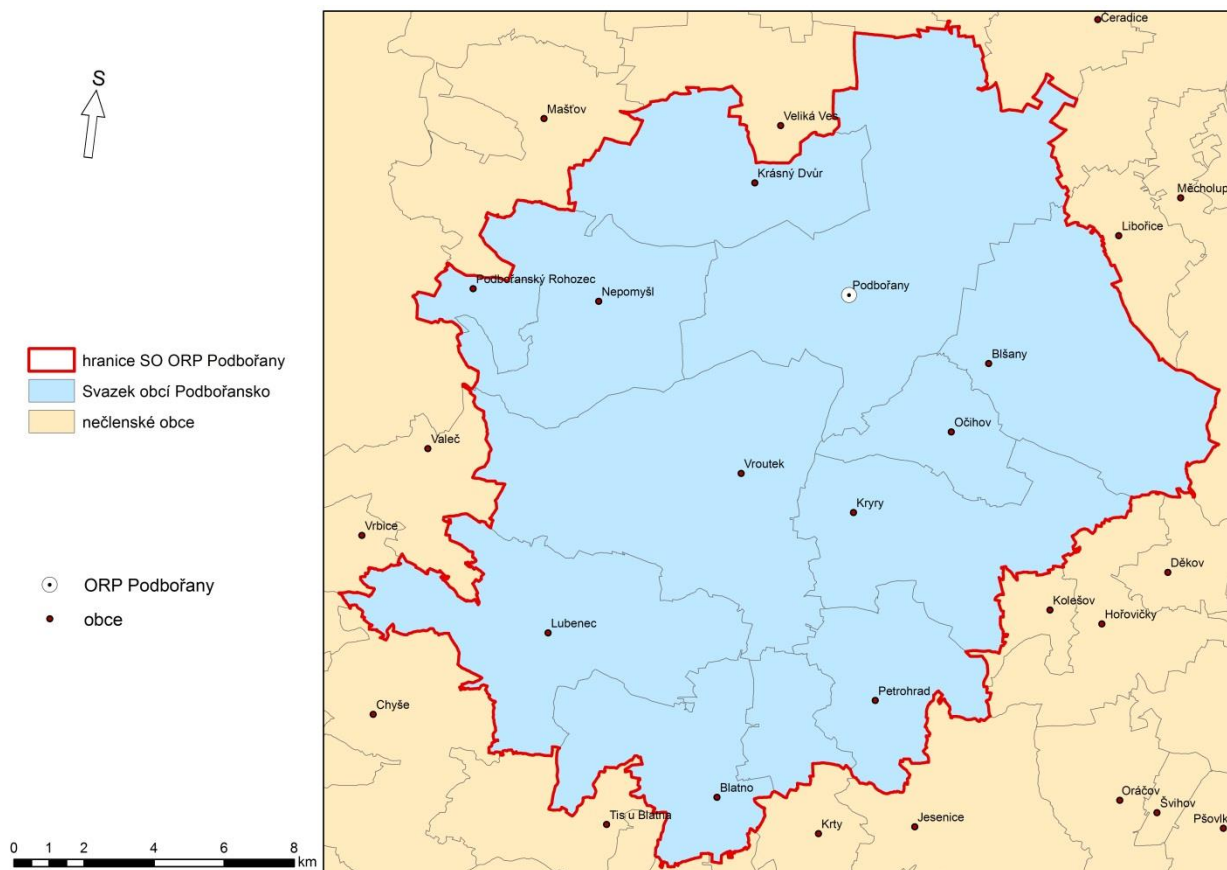 S
hranice SO ORP Podbořany
Svazek obcí Podbořansko
nečlenské obce
ORP Podbořany
obce
0 2 4 8
km
Čeradice
Mašťov
Veliká Ves
Krásný Dvůr
Měcholup
Libořice
Podbořanský Rohozec
Nepomyšl
Podbořany
Blšany
Očihov
Valeč
Vroutek
Kryry
Vrbice
Děkov
Kolešov
Hořovičky
Lubenec
Petrohrad
Chyše
Blatno
Oráčov
Švihov
Tis u Blatna
Krty
Jesenice
Pšovlk